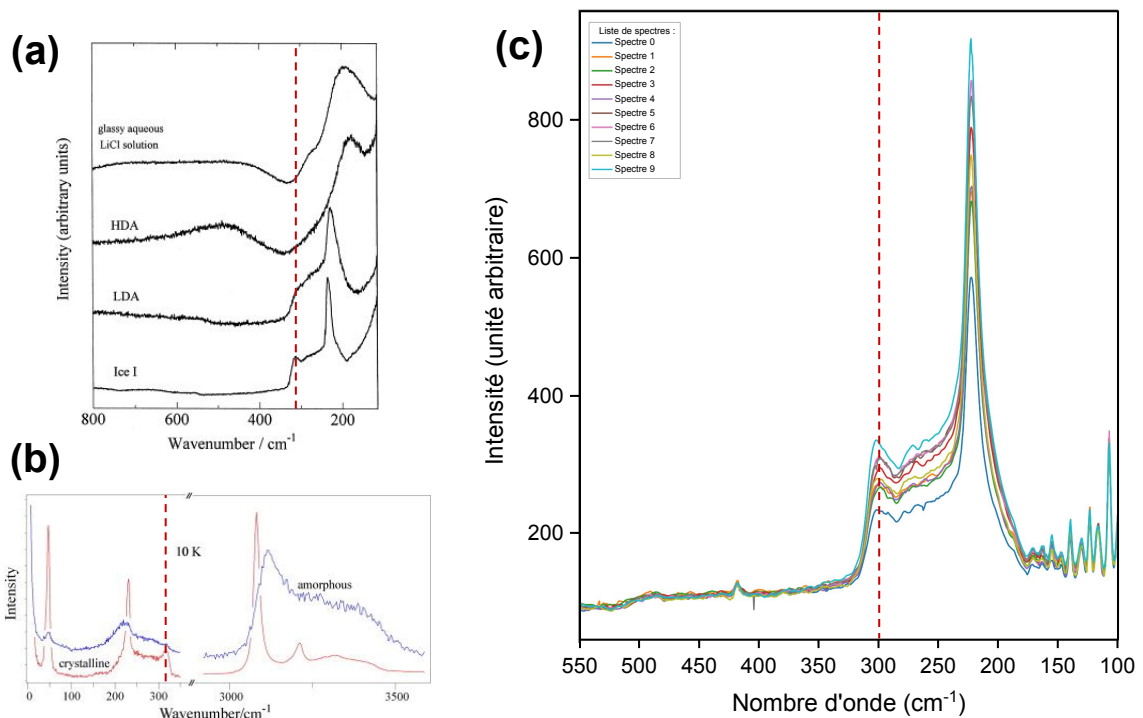 (a)
Intensity (arbitrary units)
glassy aqueous
LiCl solution
HDA
LDA
Ice I
800 600 400 200
Wavenumber / cm-1
(b)
Intensity
//
10 K
amorphous
crystalline
//
0 100 200 300 3000 3500
Wavenumber/cm-1
(c)
Liste de spectres :
Spectre 0
Spectre 1
Spectre 2
Spectre 3
Spectre 4
Spectre 5
Spectre 6
Spectre 7
Spectre 8
Spectre 9
Intensité (unité arbitraire)
800
600
400
200
550 500 450 400 350 300 250 200 150 100
Nombre d'onde (cm-1)